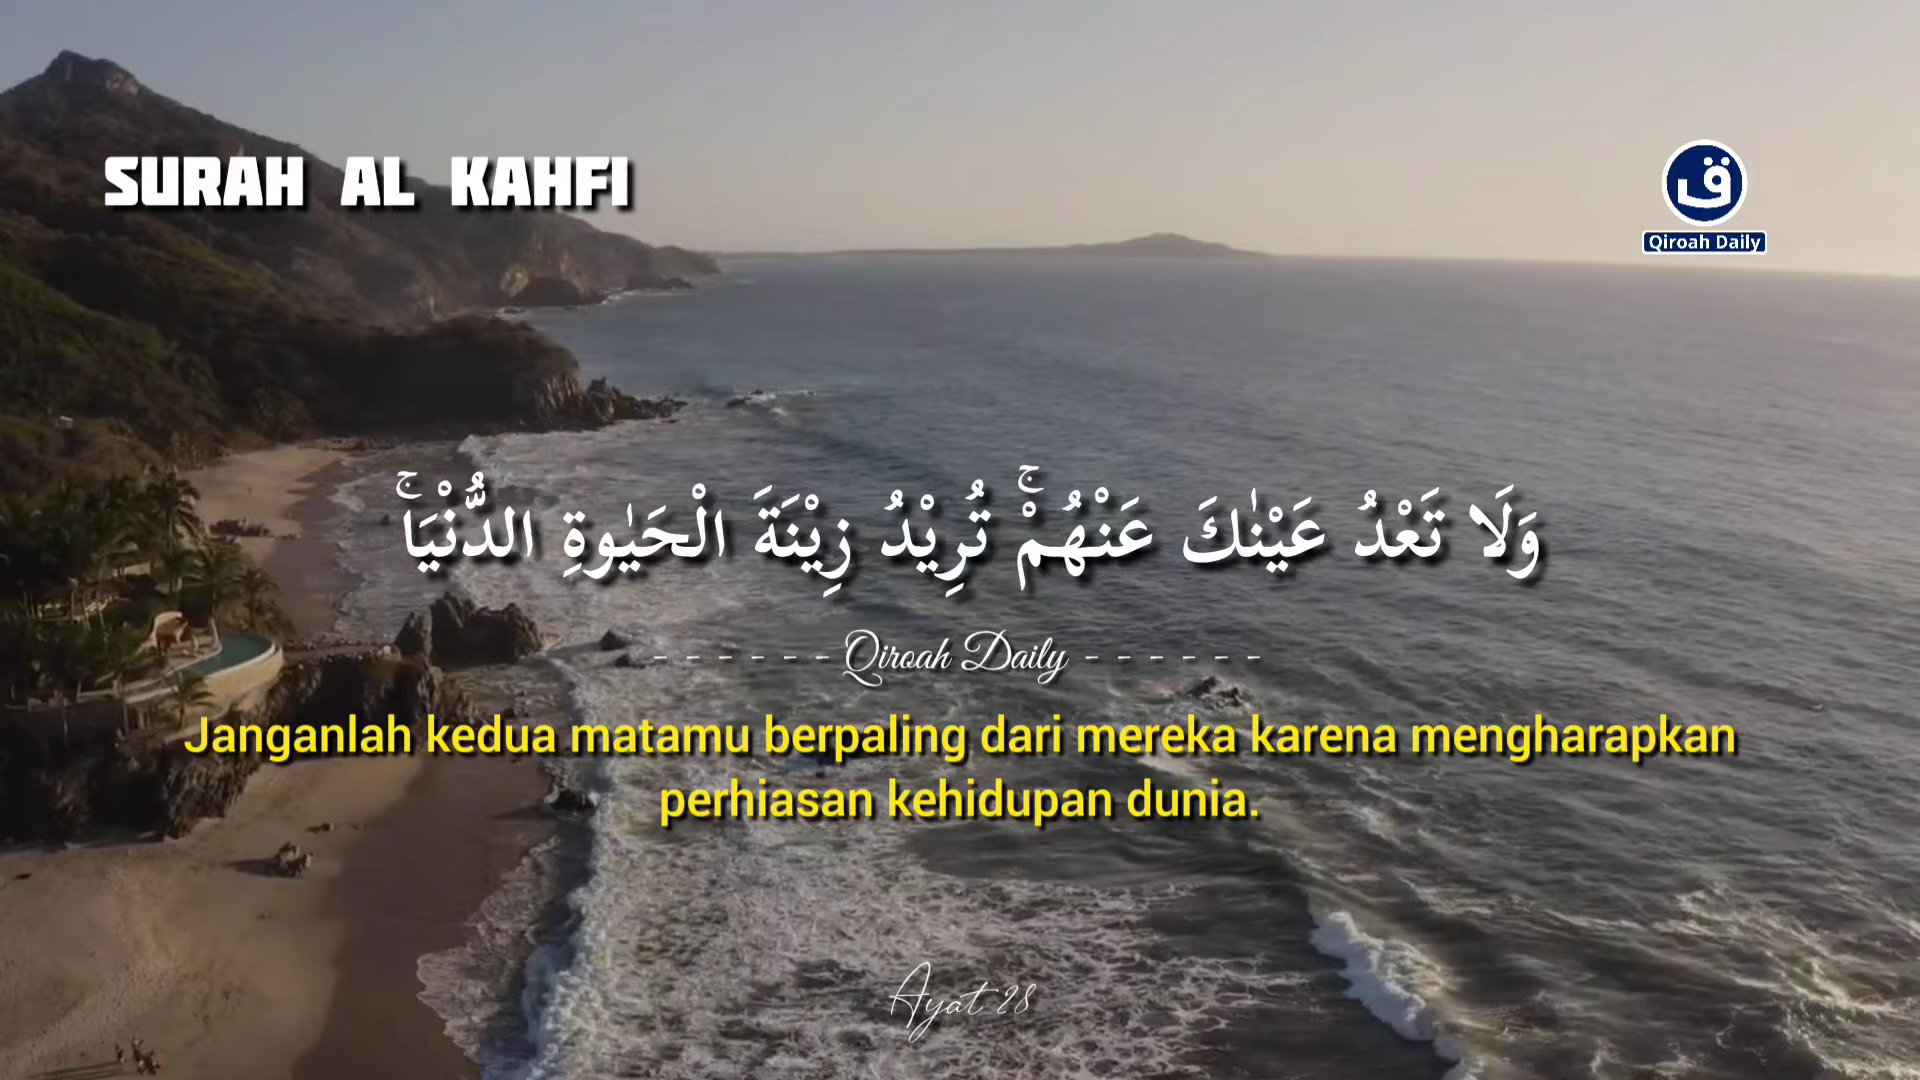 SURAH AL KAHFI
ق
Qiroah Daily
وَلَا تَعْدُ عَيْنٰكَ عَنْهُمْۚ تُرِيْدُ زِيْنَةَ الْحَيٰوةِ الدُّنْيَاۚ
- - - - - - Qiroah Daily - - - - - -
Janganlah kedua matamu berpaling dari mereka karena mengharapkan
perhiasan kehidupan dunia.
Ayat 28